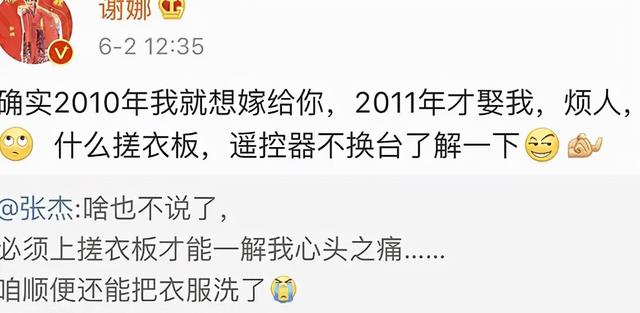 谢娜
6-2 12:35
确实2010年我就想嫁给你，2011年才娶我，烦人，
什么搓衣板，遥控器不换台了解一下
@张杰:啥也不说了，
必须上搓衣板才能一解我心头之痛……
咱顺便还能把衣服洗了